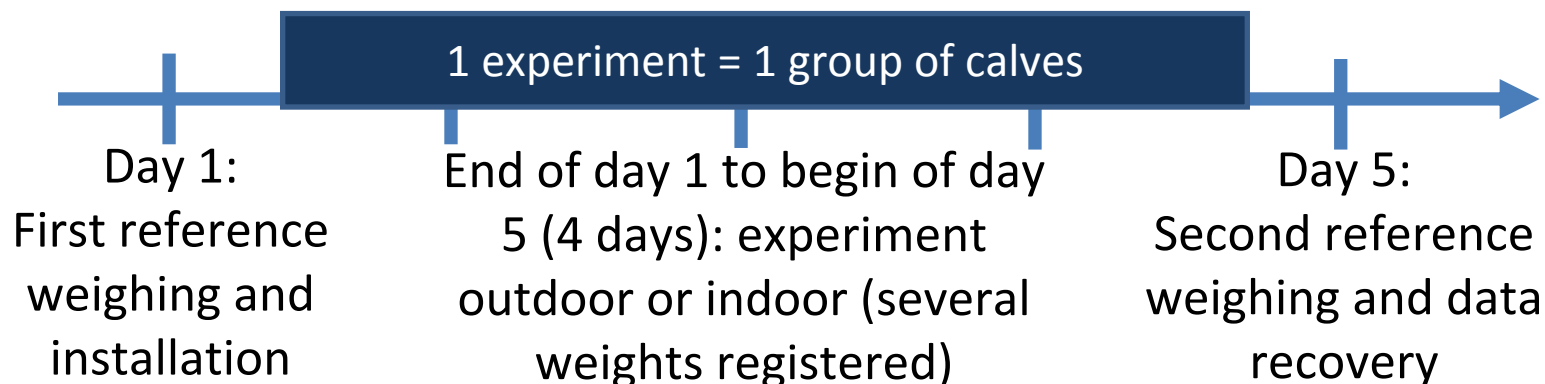 1 experiment = 1 group of calves
Day 1:
First reference
weighing and
installation
End of day 1 to begin of day
5 (4 days): experiment
outdoor or indoor (several
weights registered)
Day 5:
Second reference
weighing and data
recovery